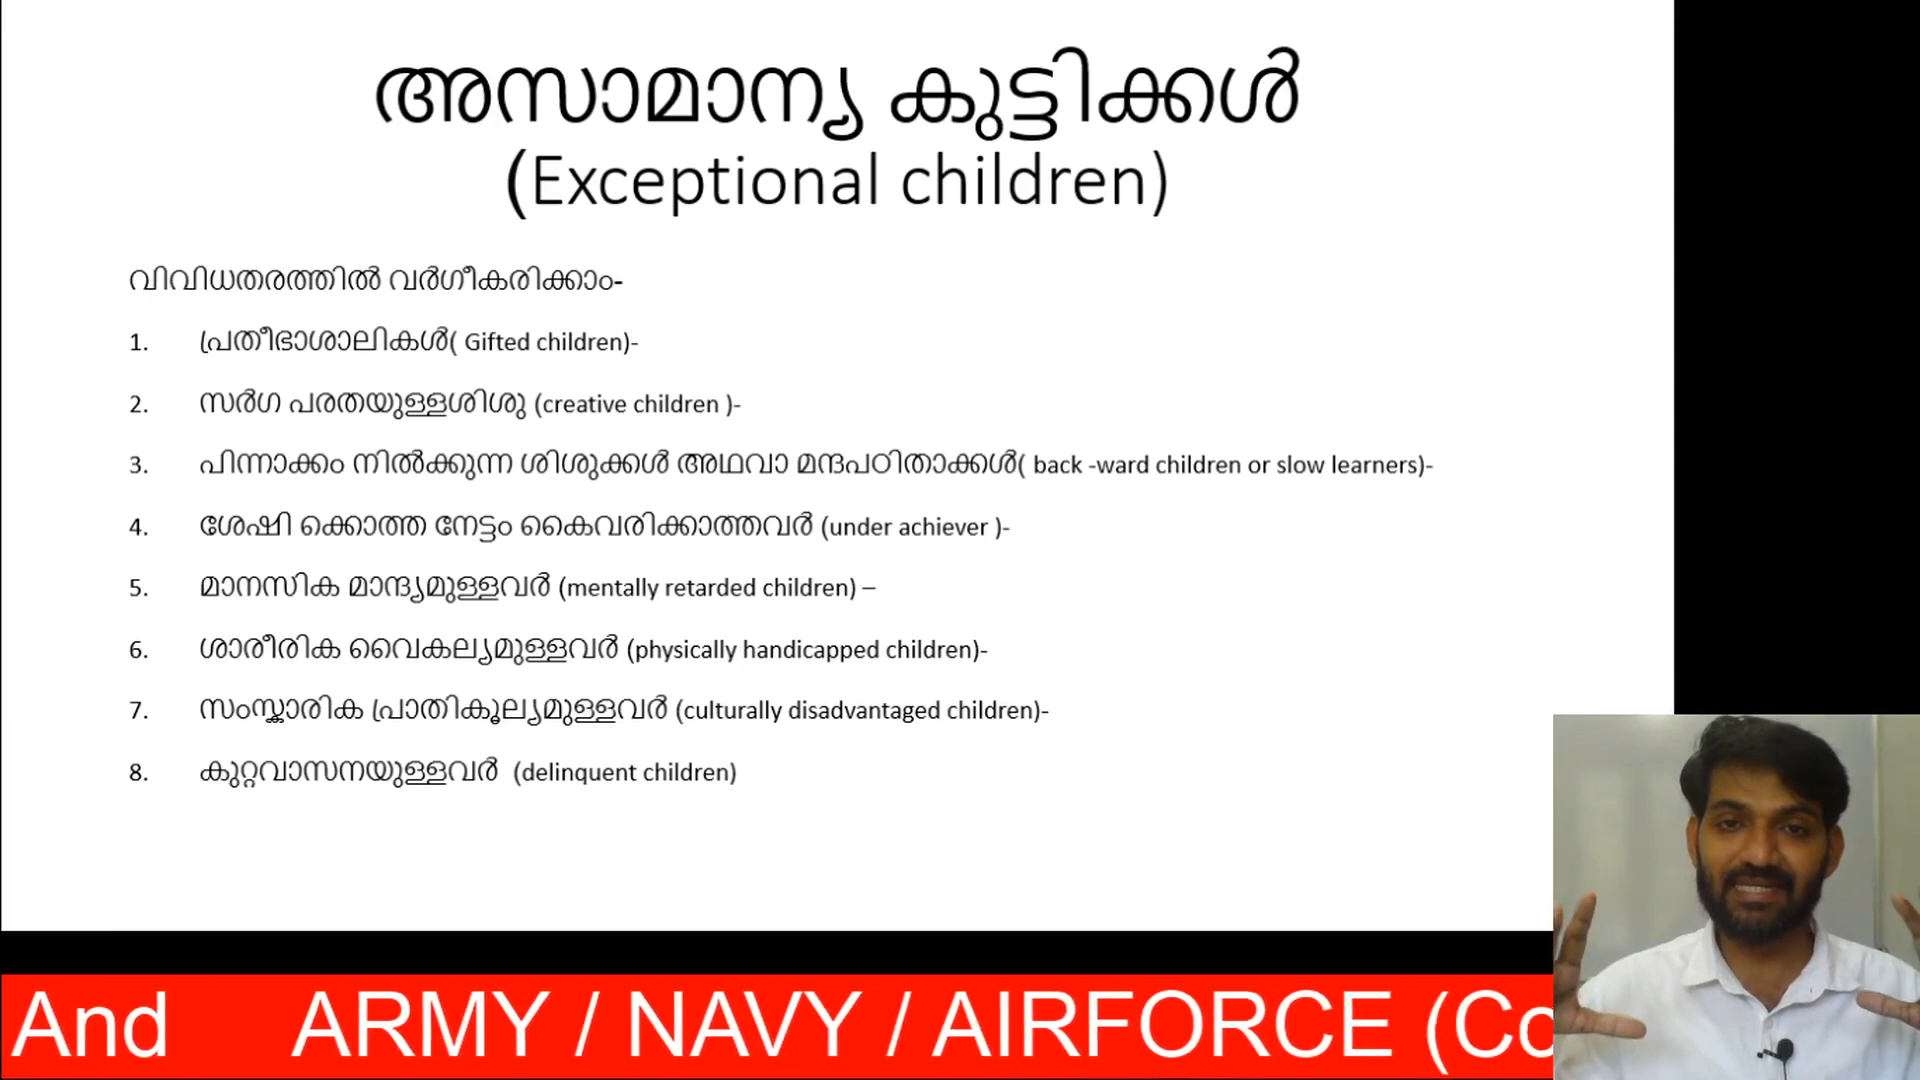 അസാമാന്യ കുട്ടിക്കൾ
(Exceptional children)
വിവിധതരത്തിൽ വർഗീകരിക്കാം-
1. പ്രതീഭാശാലികൾ( Gifted children)-
2. സർഗ പരതയുള്ളശിശു (creative children )-
3. പിന്നാക്കം നിൽക്കുന്ന ശിശുക്കൾ അഥവാ മന്ദപഠിതാക്കൾ( back -ward children or slow learners)-
4. ശേഷി ക്കൊത്ത നേട്ടം കൈവരിക്കാത്തവർ (under achiever )-
5. മാനസിക മാന്ദ്യമുള്ളവർ (mentally retarded children) –
6. ശാരീരിക വൈകല്യമുള്ളവർ (physically handicapped children)-
7. സംസ്കാരിക പ്രാതികൂല്യമുള്ളവർ (culturally disadvantaged children)-
8. കുറ്റവാസനയുള്ളവർ (delinquent children)
And ARMY / NAVY / AIRFORCE (Co